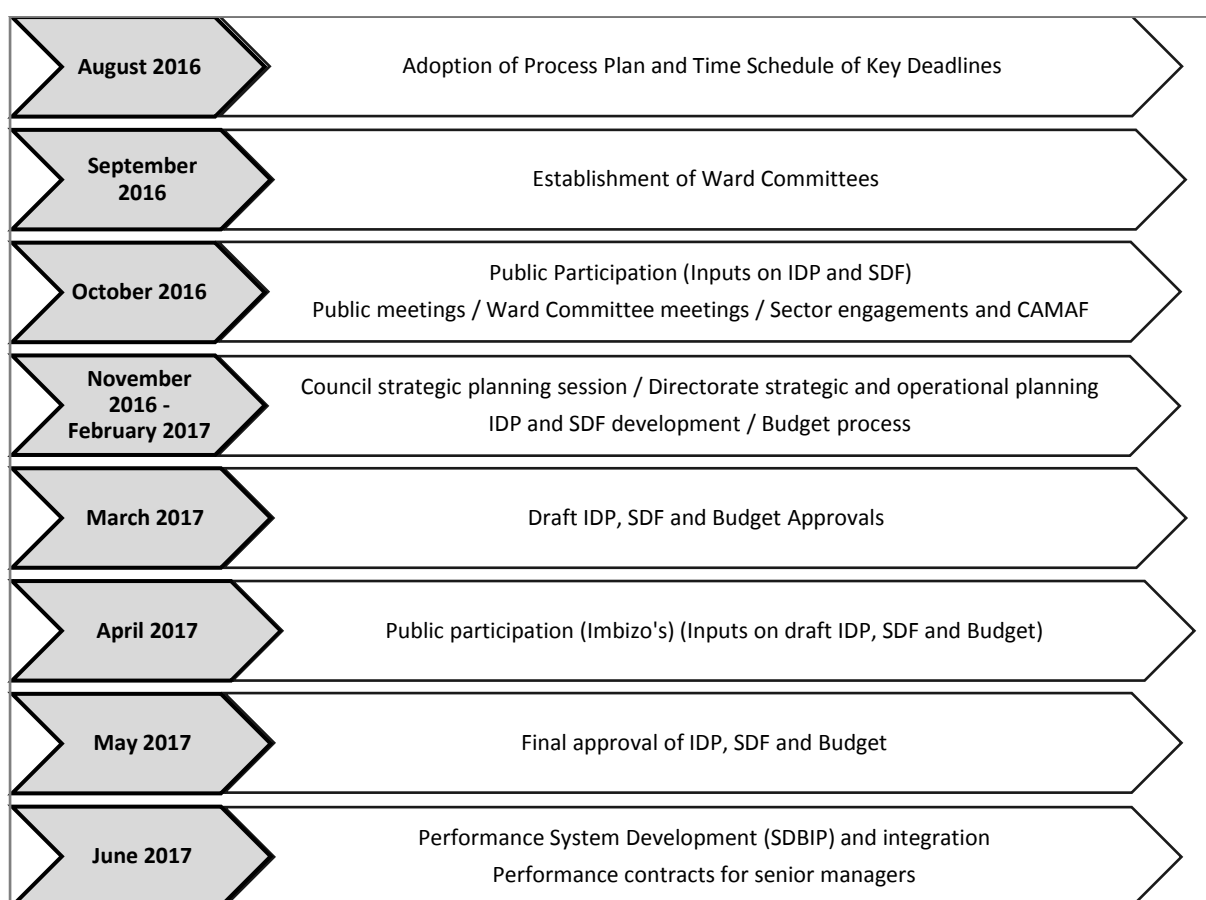 August 2016
Adoption of Process Plan and Time Schedule of Key Deadlines
September
2016
Establishment of Ward Committees
October 2016
Public Participation (Inputs on IDP and SDF)
Public meetings / Ward Committee meetings / Sector engagements and CAMAF
November
2016 -
February 2017
Council strategic planning session / Directorate strategic and operational planning
IDP and SDF development / Budget process
March 2017
Draft IDP, SDF and Budget Approvals
April 2017
Public participation (Imbizo's) (Inputs on draft IDP, SDF and Budget)
May 2017
Final approval of IDP, SDF and Budget
June 2017
Performance System Development (SDBIP) and integration
Performance contracts for senior managers